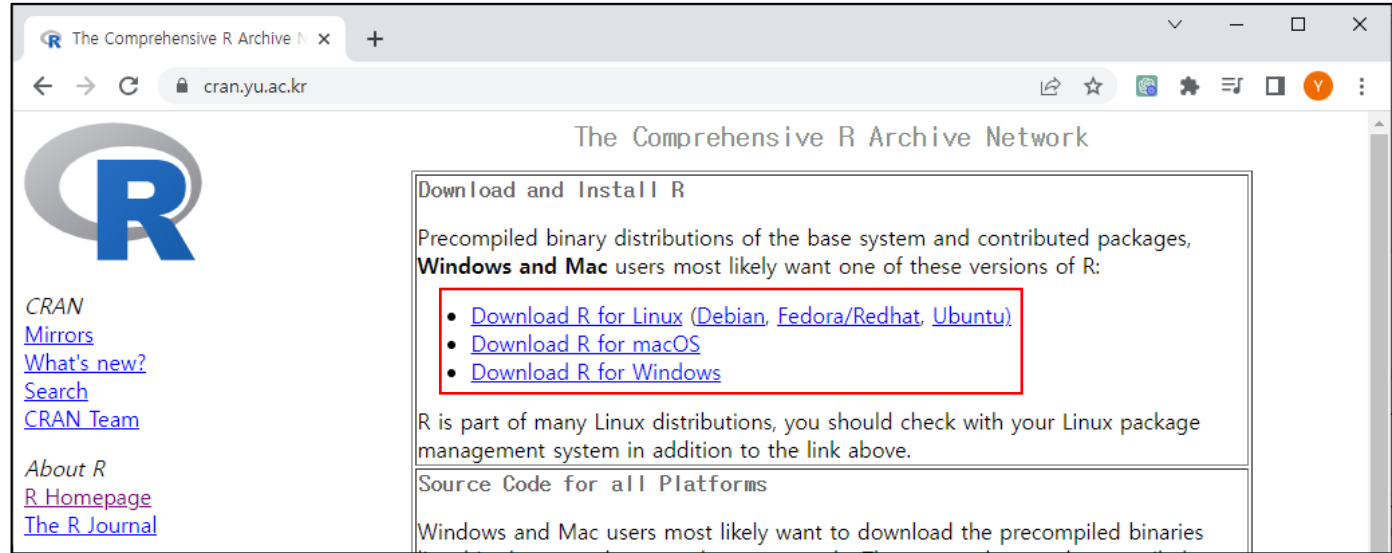 The Comprehensive R Archive N
cran.yu.ac.kr
Y
The Comprehensive R Archive Network
R
CRAN
Mirrors
What's new?
Search
CRAN Team
About R
R Homepage
The R Journal
Download and Install R
Precompiled binary distributions of the base system and contributed packages,
Windows and Mac users most likely want one of these versions of R:
• Download R for Linux (Debian, Fedora/Redhat, Ubuntu)
• Download R for macOS
• Download R for Windows
R is part of many Linux distributions, you should check with your Linux package
management system in addition to the link above.
Source Code for all Platforms
Windows and Mac users most likely want to download the precompiled binaries